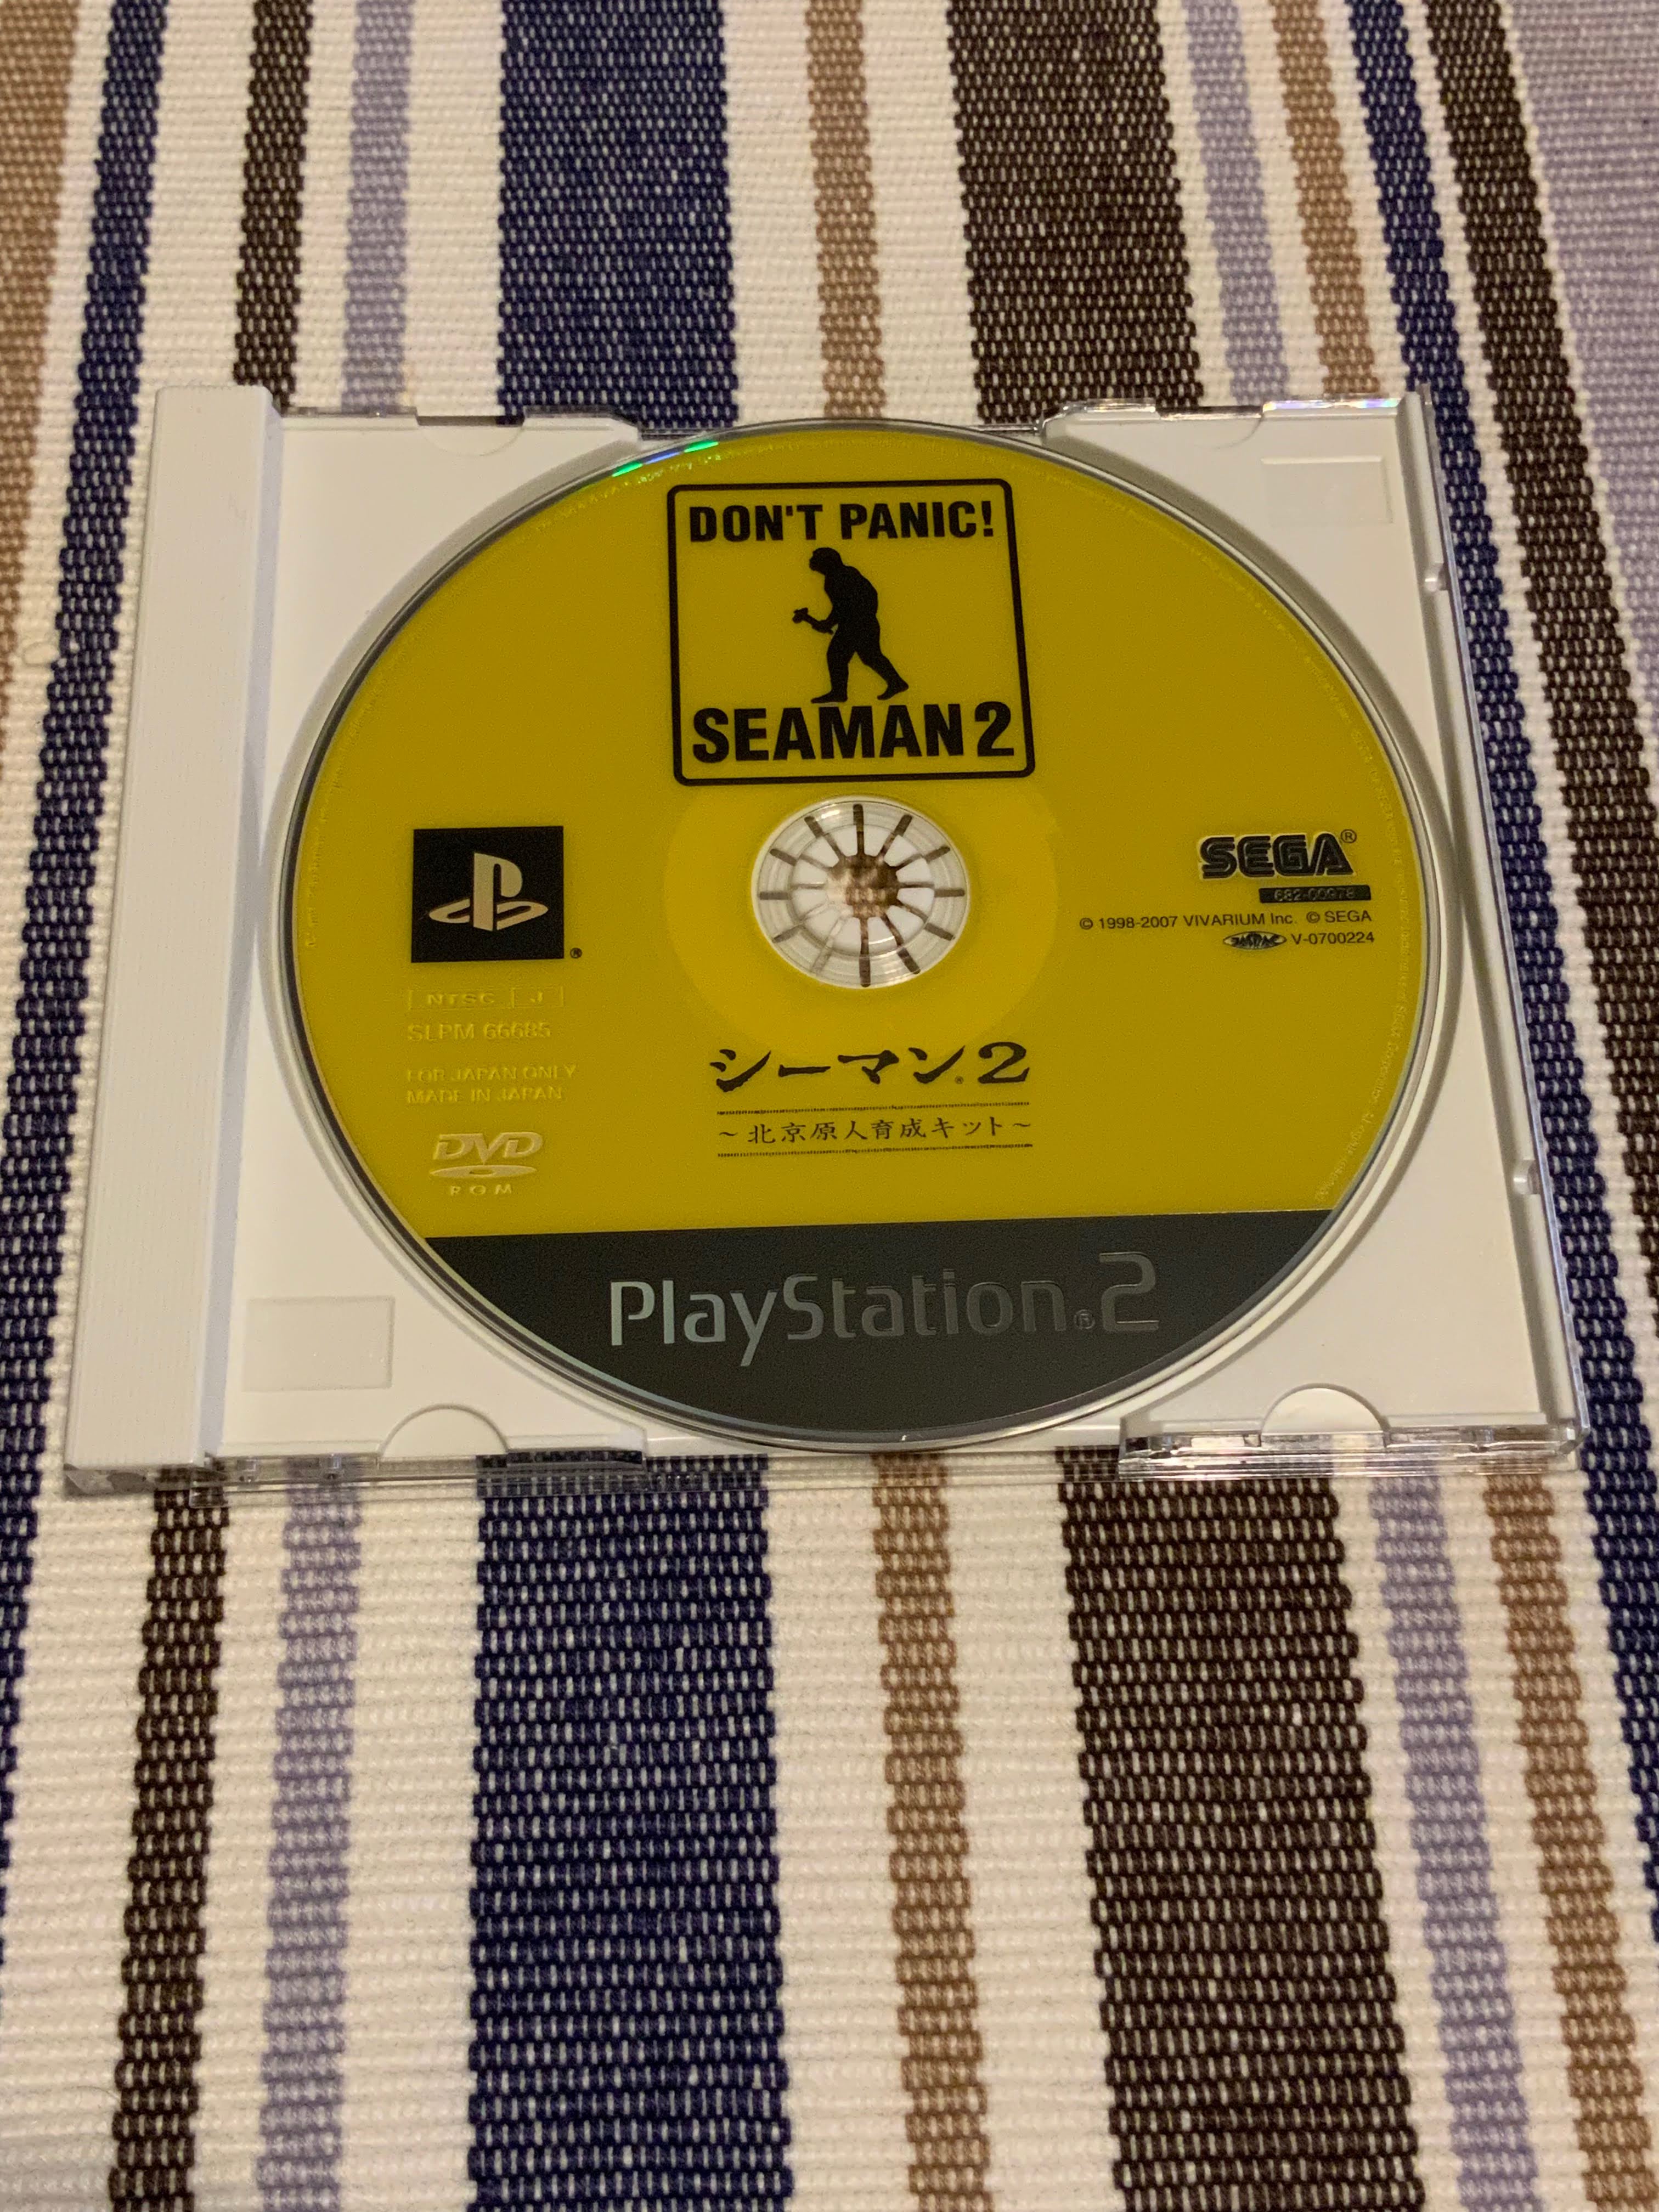 DON'T PANIC!
SEAMAN 2
SEGA®
© 1998-2007 VIVARIUM Inc. © SEGA
V-0700224
®
NTSC J
SLPM 66685
FOR JAPAN ONLY
MADE IN JAPAN
DVD
ROM
シーマン®2
～北京原人育成キット～
PlayStation®2